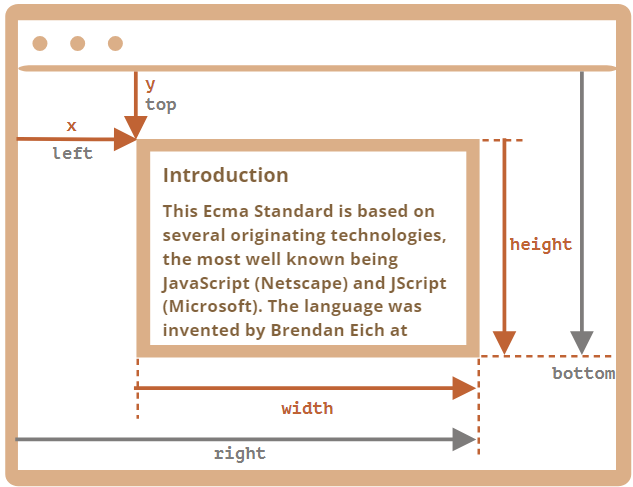 y
top
x
left
Introduction
This Ecma Standard is based on
several originating technologies,
the most well known being
JavaScript (Netscape) and JScript
(Microsoft). The language was
invented by Brendan Eich at
height
bottom
width
right